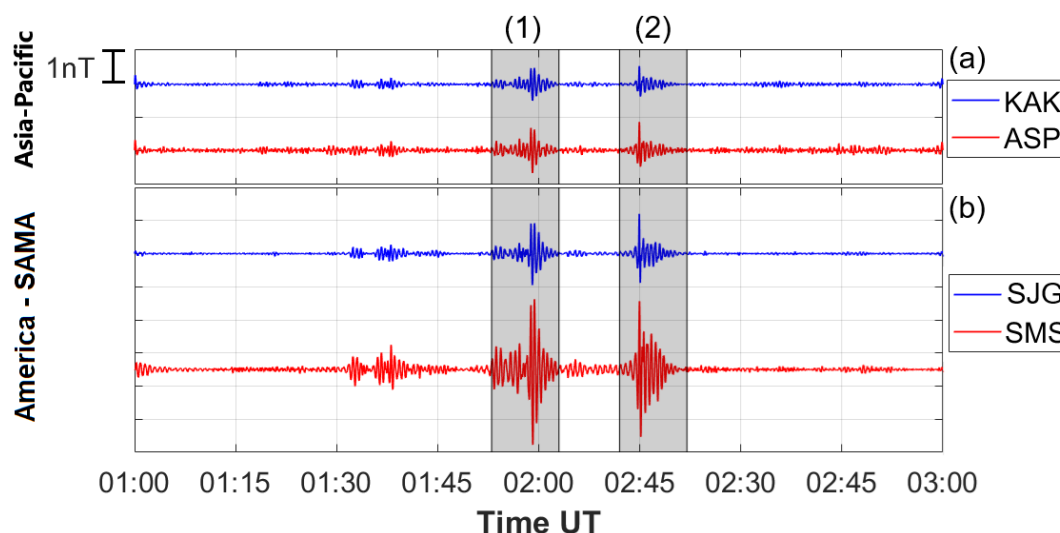 (1) (2)
Asia-Pacific
1nT
(a)
KAK
ASP
America - SAMA
(b)
SJG
SMS
01:00 01:15 01:30 01:45 02:00 02:45 02:30 02:45 03:00
Time UT